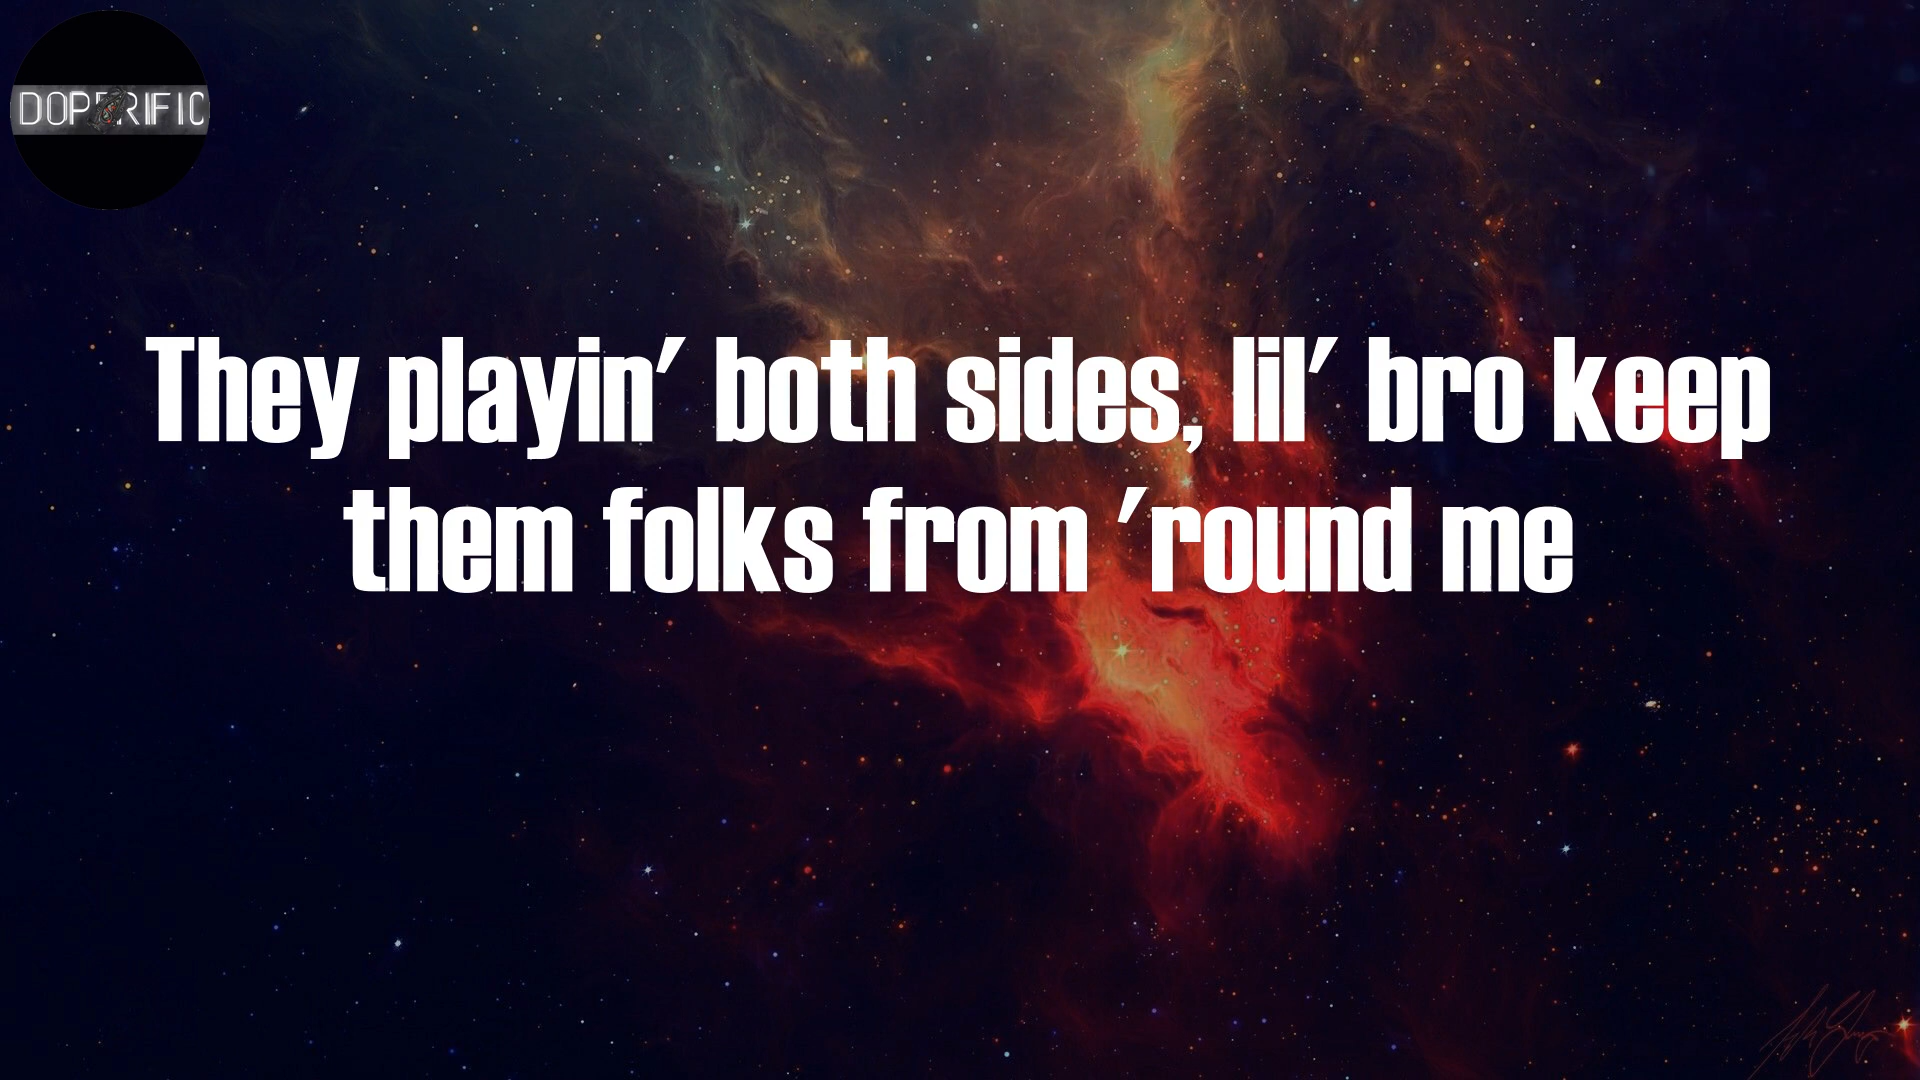 DOPERIFIC
They playin' both sides, lil' bro keep
them folks from 'round me